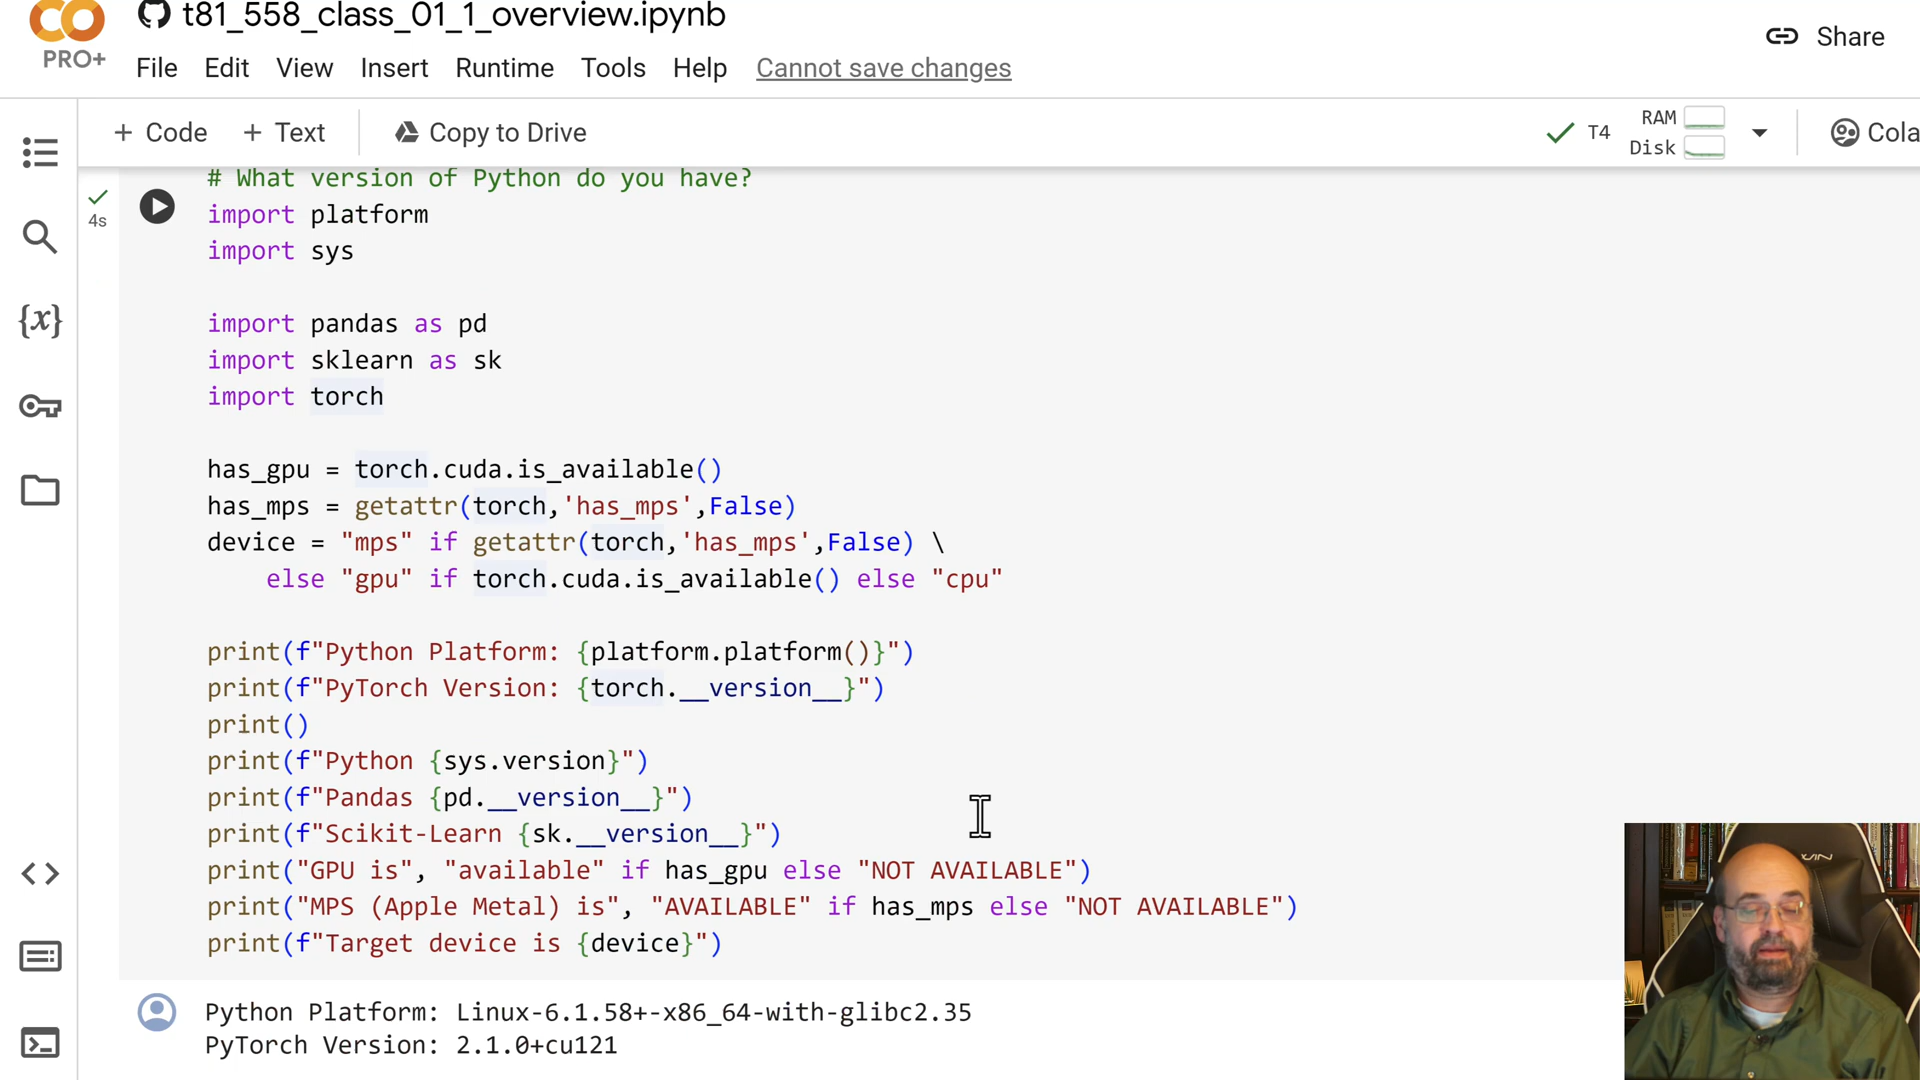 t81_558_class_01_1_overview.ipynb
PRO+
File Edit View Insert Runtime Tools Help Cannot save changes
Share
+ Code + Text Copy to Drive
T4
RAM
Disk
Cola
4s
# What version of Python do you have?
import platform
import sys
import pandas as pd
import sklearn as sk
import torch
has_gpu = torch.cuda.is_available()
has_mps = getattr(torch,'has_mps',False)
device = "mps" if getattr(torch,'has_mps',False) \
    else "gpu" if torch.cuda.is_available() else "cpu"
print(f"Python Platform: {platform.platform()}")
print(f"PyTorch Version: {torch.__version__}")
print()
print(f"Python {sys.version}")
print(f"Pandas {pd.__version__}")
print(f"Scikit-Learn {sk.__version__}")
print("GPU is", "available" if has_gpu else "NOT AVAILABLE")
print("MPS (Apple Metal) is", "AVAILABLE" if has_mps else "NOT AVAILABLE")
print(f"Target device is {device}")
Python Platform: Linux-6.1.58+-x86_64-with-glibc2.35
PyTorch Version: 2.1.0+cu121
{x}